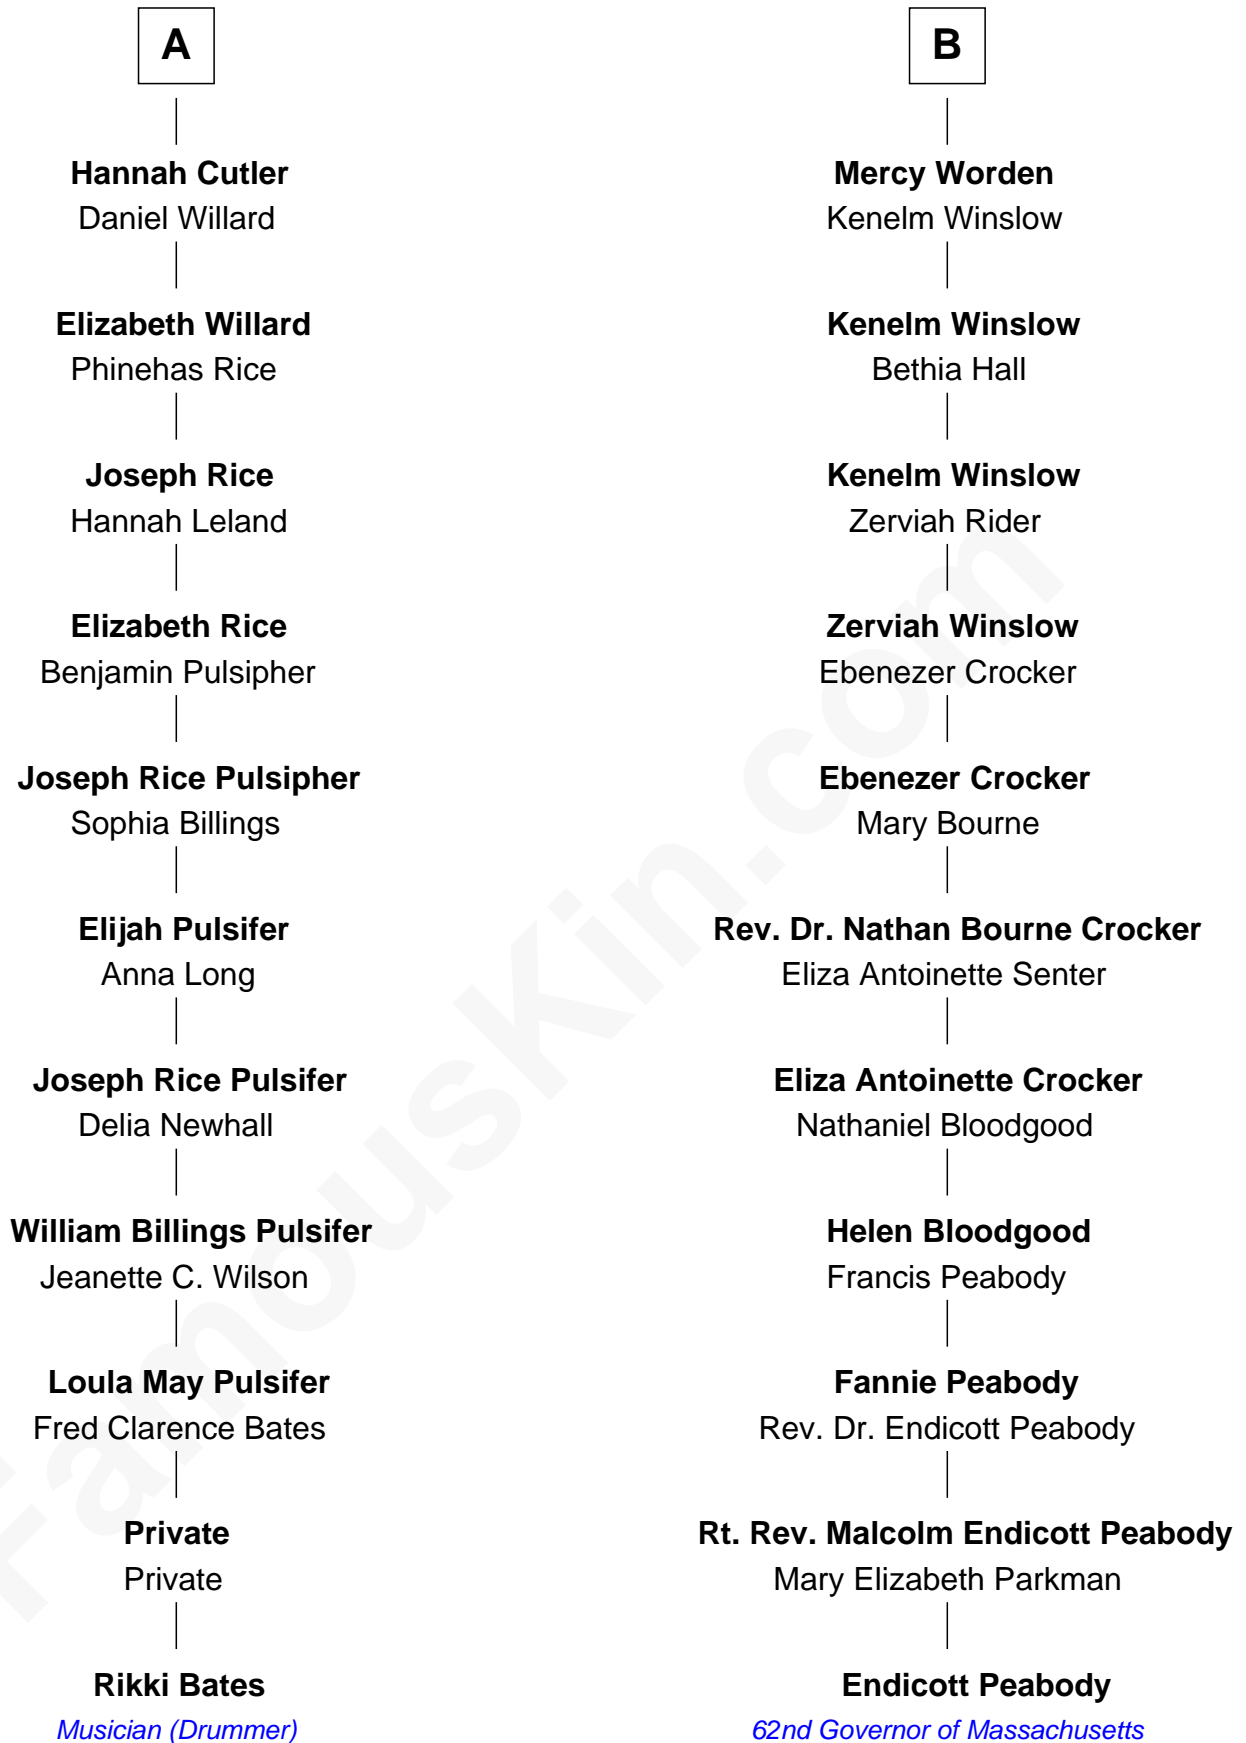 A
Hannah Cutler
Daniel Willard
Elizabeth Willard
Phinehas Rice
Joseph Rice
Hannah Leland
Elizabeth Rice
Benjamin Pulsipher
Joseph Rice Pulsipher
Sophia Billings
Elijah Pulsifer
Anna Long
Joseph Rice Pulsifer
Delia Newhall
William Billings Pulsifer
Jeanette C. Wilson
Loula May Pulsifer
Fred Clarence Bates
Private
Private
Rikki Bates
Musician (Drummer)
B
Mercy Worden
Kenelm Winslow
Kenelm Winslow
Bethia Hall
Kenelm Winslow
Zerviah Rider
Zerviah Winslow
Ebenezer Crocker
Ebenezer Crocker
Mary Bourne
Rev. Dr. Nathan Bourne Crocker
Eliza Antoinette Senter
Eliza Antoinette Crocker
Nathaniel Bloodgood
Helen Bloodgood
Francis Peabody
Fannie Peabody
Rev. Dr. Endicott Peabody
Rt. Rev. Malcolm Endicott Peabody
Mary Elizabeth Parkman
Endicott Peabody
62nd Governor of Massachusetts
FamousKin.com